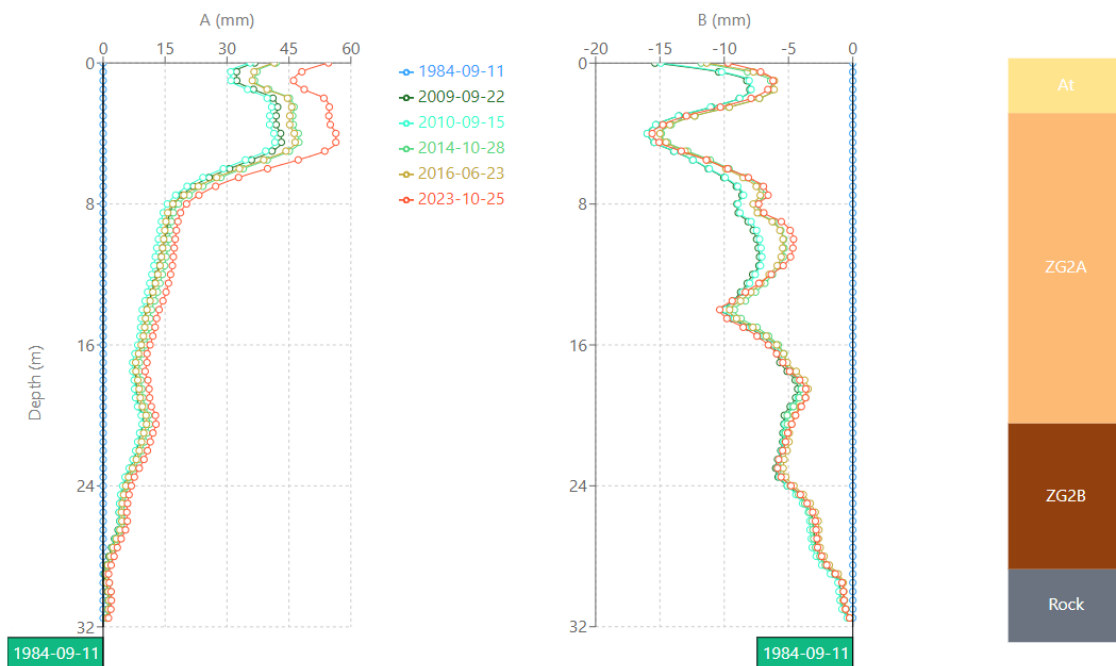 A (mm)
0 15 30 45 60
0
8
16
24
32
Depth (m)
1984-09-11
1984-09-11
2009-09-22
2010-09-15
2014-10-28
2016-06-23
2023-10-25
B (mm)
-20 -15 -10 -5 0
0
8
16
24
32
1984-09-11
At
ZG2A
ZG2B
Rock